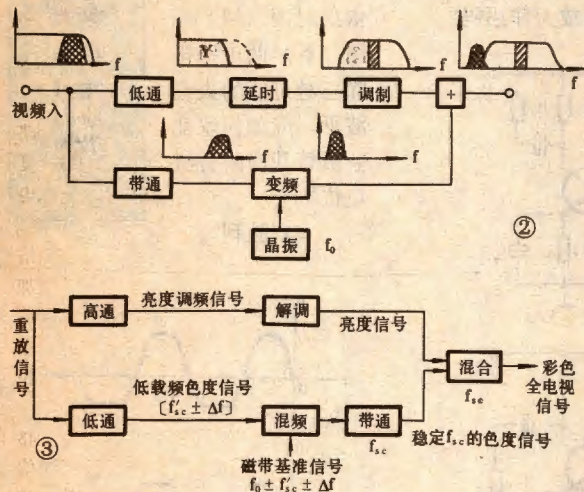 f
Y
f
f
f
视频入
低通
延时
调制
+
f
f
带通
变频
②
晶振
f₀
高通
亮度调频信号
解调
亮度信号
重放信号
混合
彩色
全电视
信号
低载频色度信号
〔f′sc ± Δf〕
fsc
低通
混频
带通
③
fsc
稳定fsc的色度信号
磁带基准信号
f₀ ± f′sc ± Δf